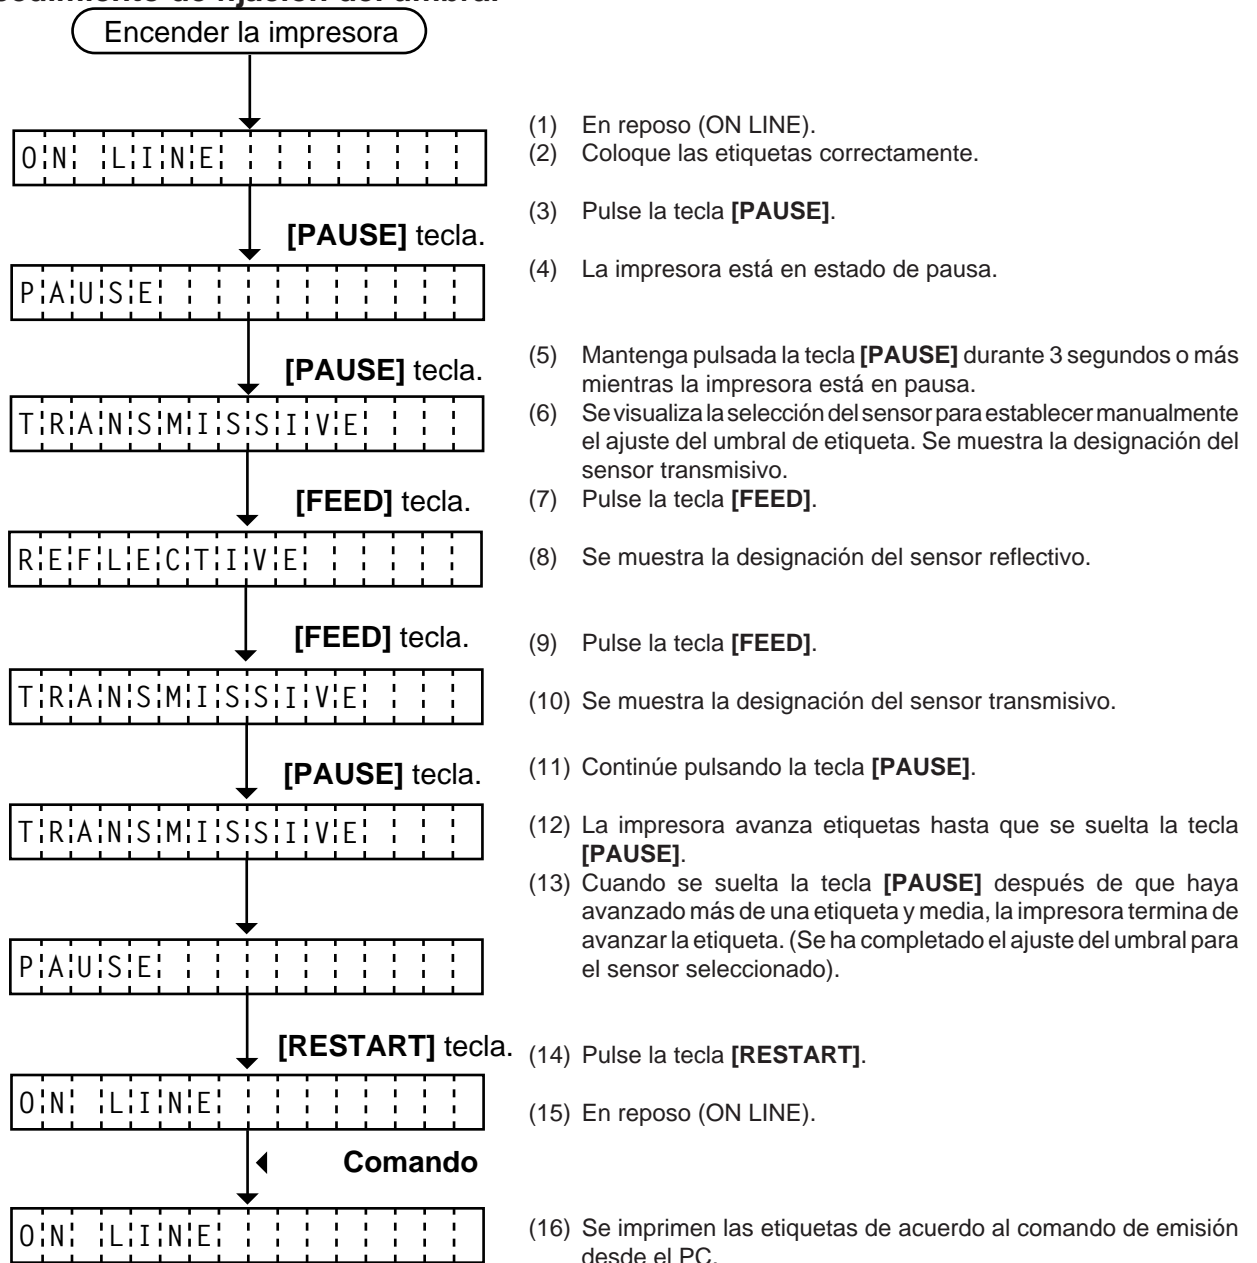 Encender la impresora
ON LINE
(1) En reposo (ON LINE).
(2) Coloque las etiquetas correctamente.
[PAUSE] tecla.
(3) Pulse la tecla [PAUSE].
PAUSE
(4) La impresora está en estado de pausa.
[PAUSE] tecla.
(5) Mantenga pulsada la tecla [PAUSE] durante 3 segundos o más
mientras la impresora está en pausa.
TRANSMISSIVE
(6) Se visualiza la selección del sensor para establecer manualmente
el ajuste del umbral de etiqueta. Se muestra la designación del
sensor transmisivo.
[FEED] tecla.
(7) Pulse la tecla [FEED].
REFLECTIVE
(8) Se muestra la designación del sensor reflectivo.
[FEED] tecla.
(9) Pulse la tecla [FEED].
TRANSMISSIVE
(10) Se muestra la designación del sensor transmisivo.
[PAUSE] tecla.
(11) Continúe pulsando la tecla [PAUSE].
TRANSMISSIVE
(12) La impresora avanza etiquetas hasta que se suelta la tecla
[PAUSE].
(13) Cuando se suelta la tecla [PAUSE] después de que haya
avanzado más de una etiqueta y media, la impresora termina de
avanzar la etiqueta. (Se ha completado el ajuste del umbral para
el sensor seleccionado).
PAUSE
[RESTART] tecla.
(14) Pulse la tecla [RESTART].
ON LINE
(15) En reposo (ON LINE).
Comando
ON LINE
(16) Se imprimen las etiquetas de acuerdo al comando de emisión
desde el PC.